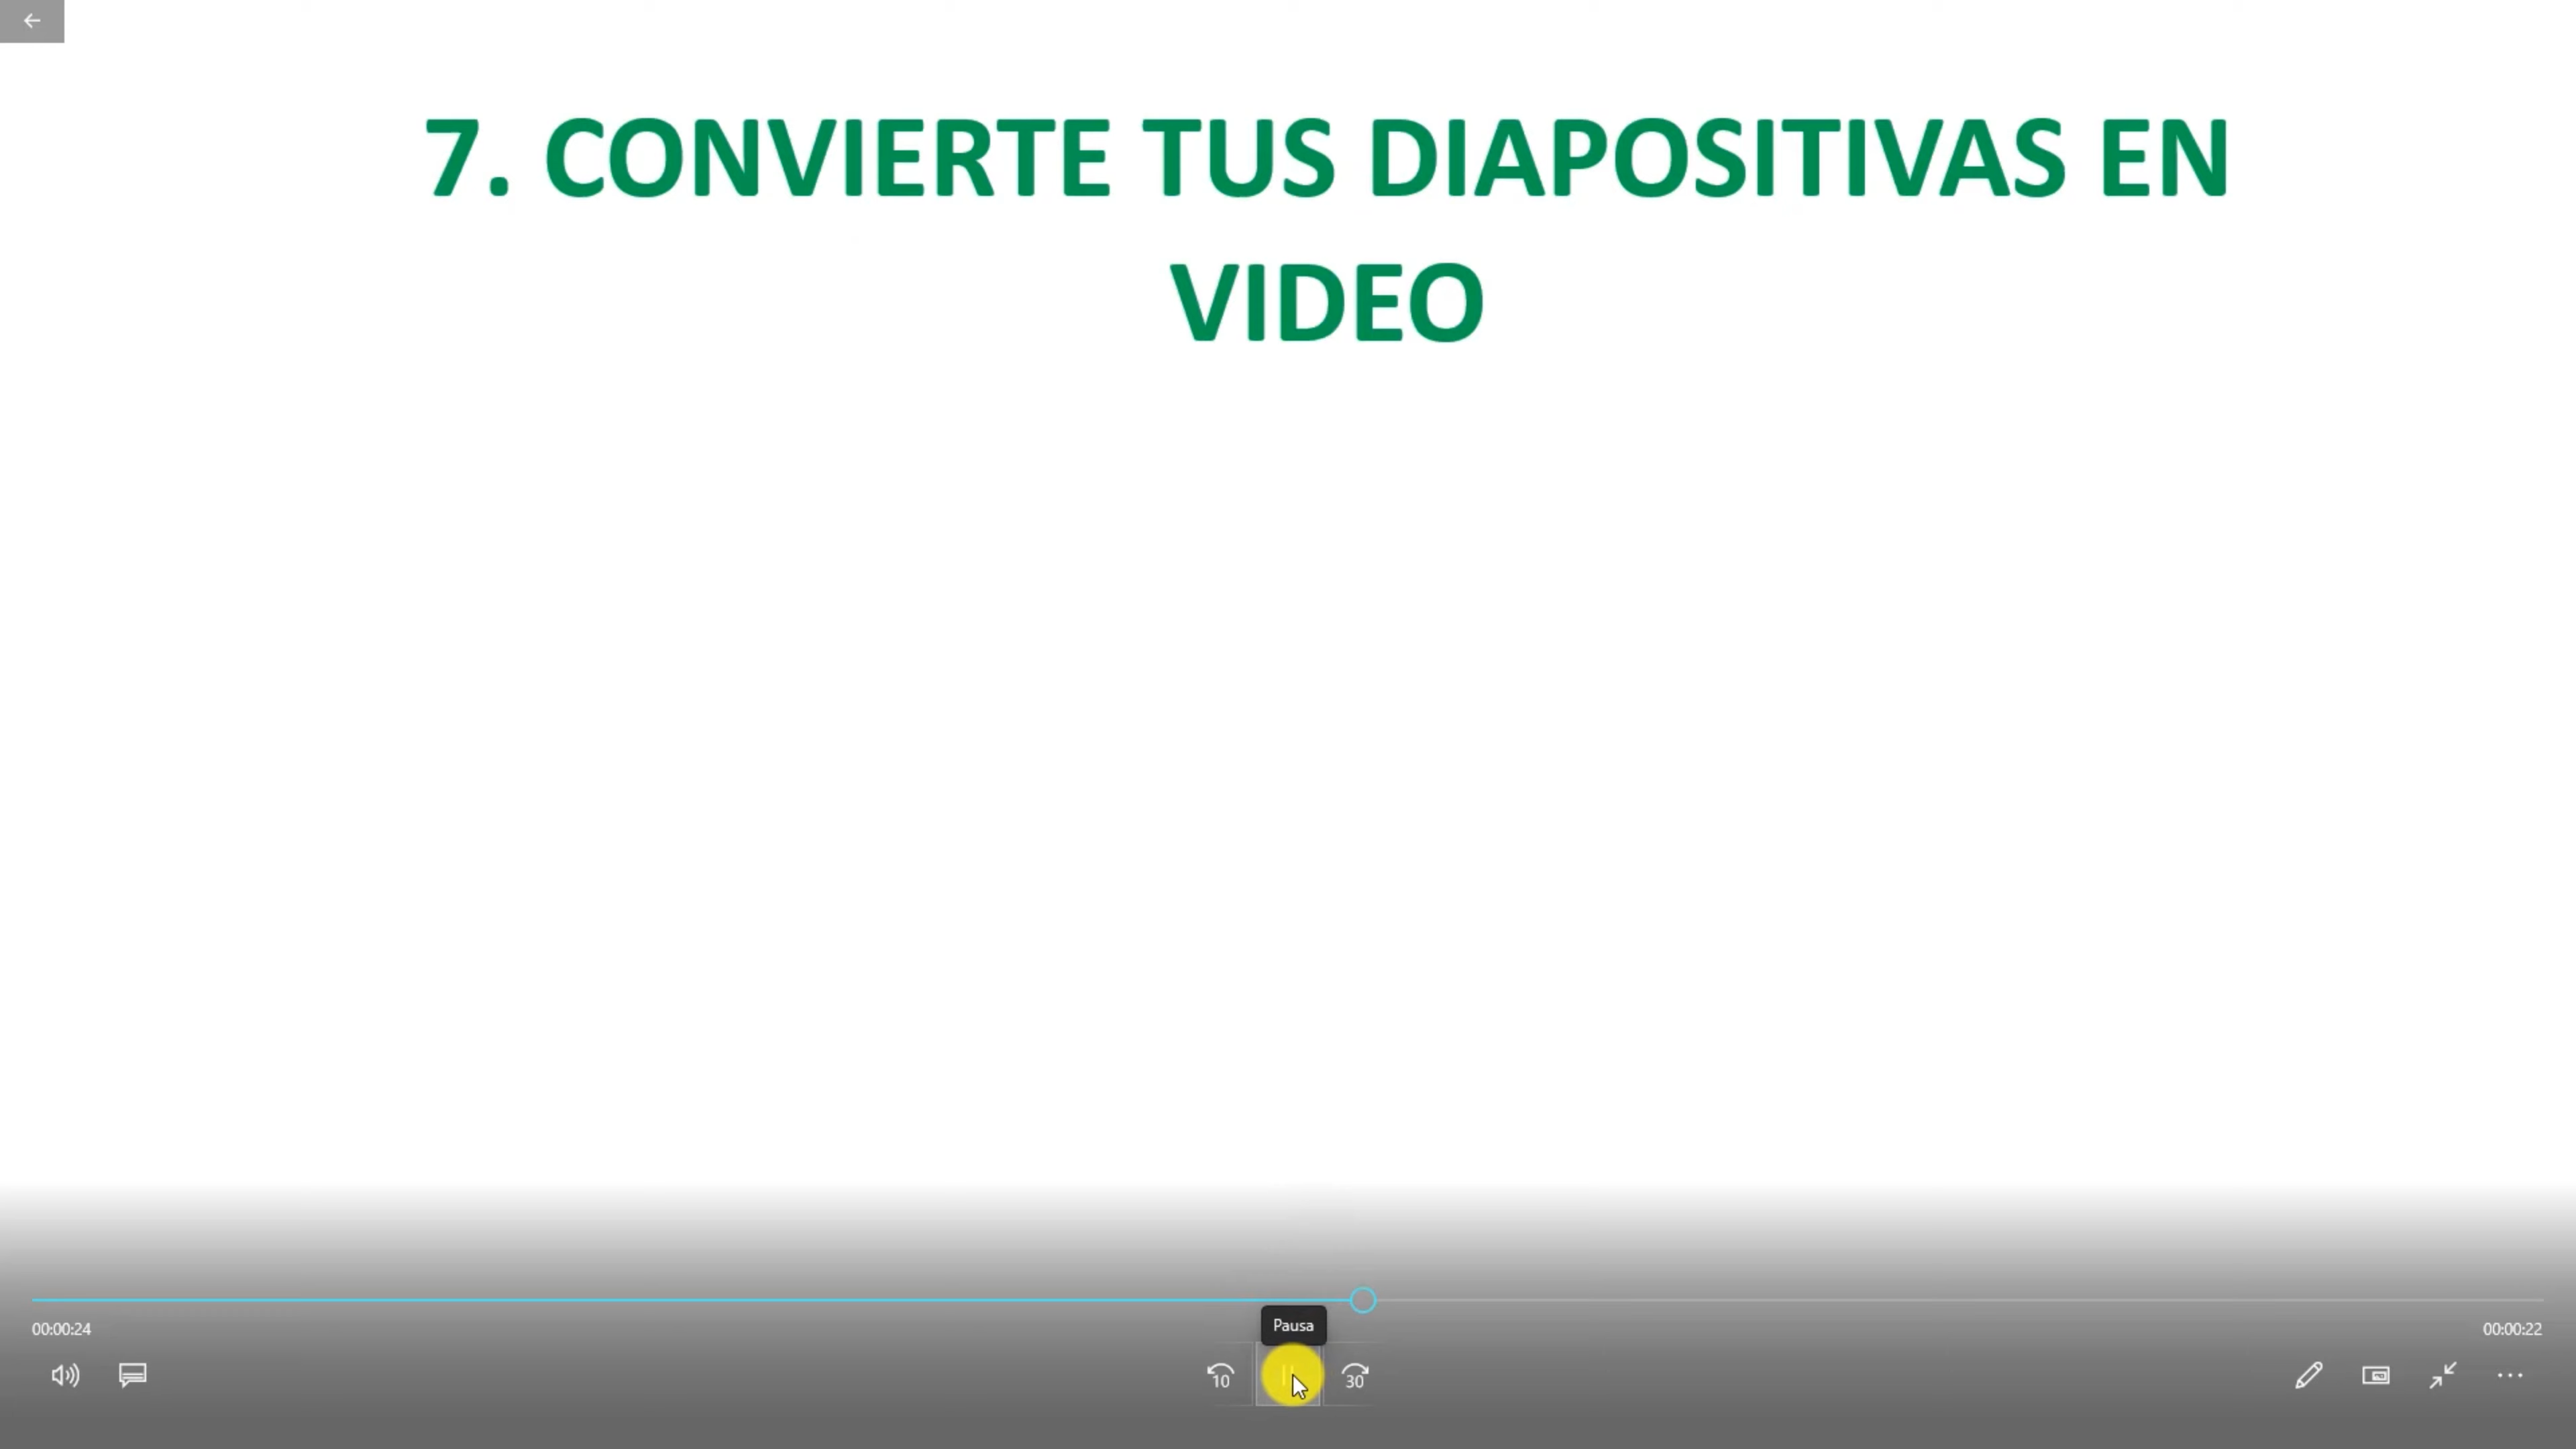 7. CONVIERTE TUS DIAPOSITIVAS EN
VIDEO
Pausa
00:00:24
00:00:22
10
30